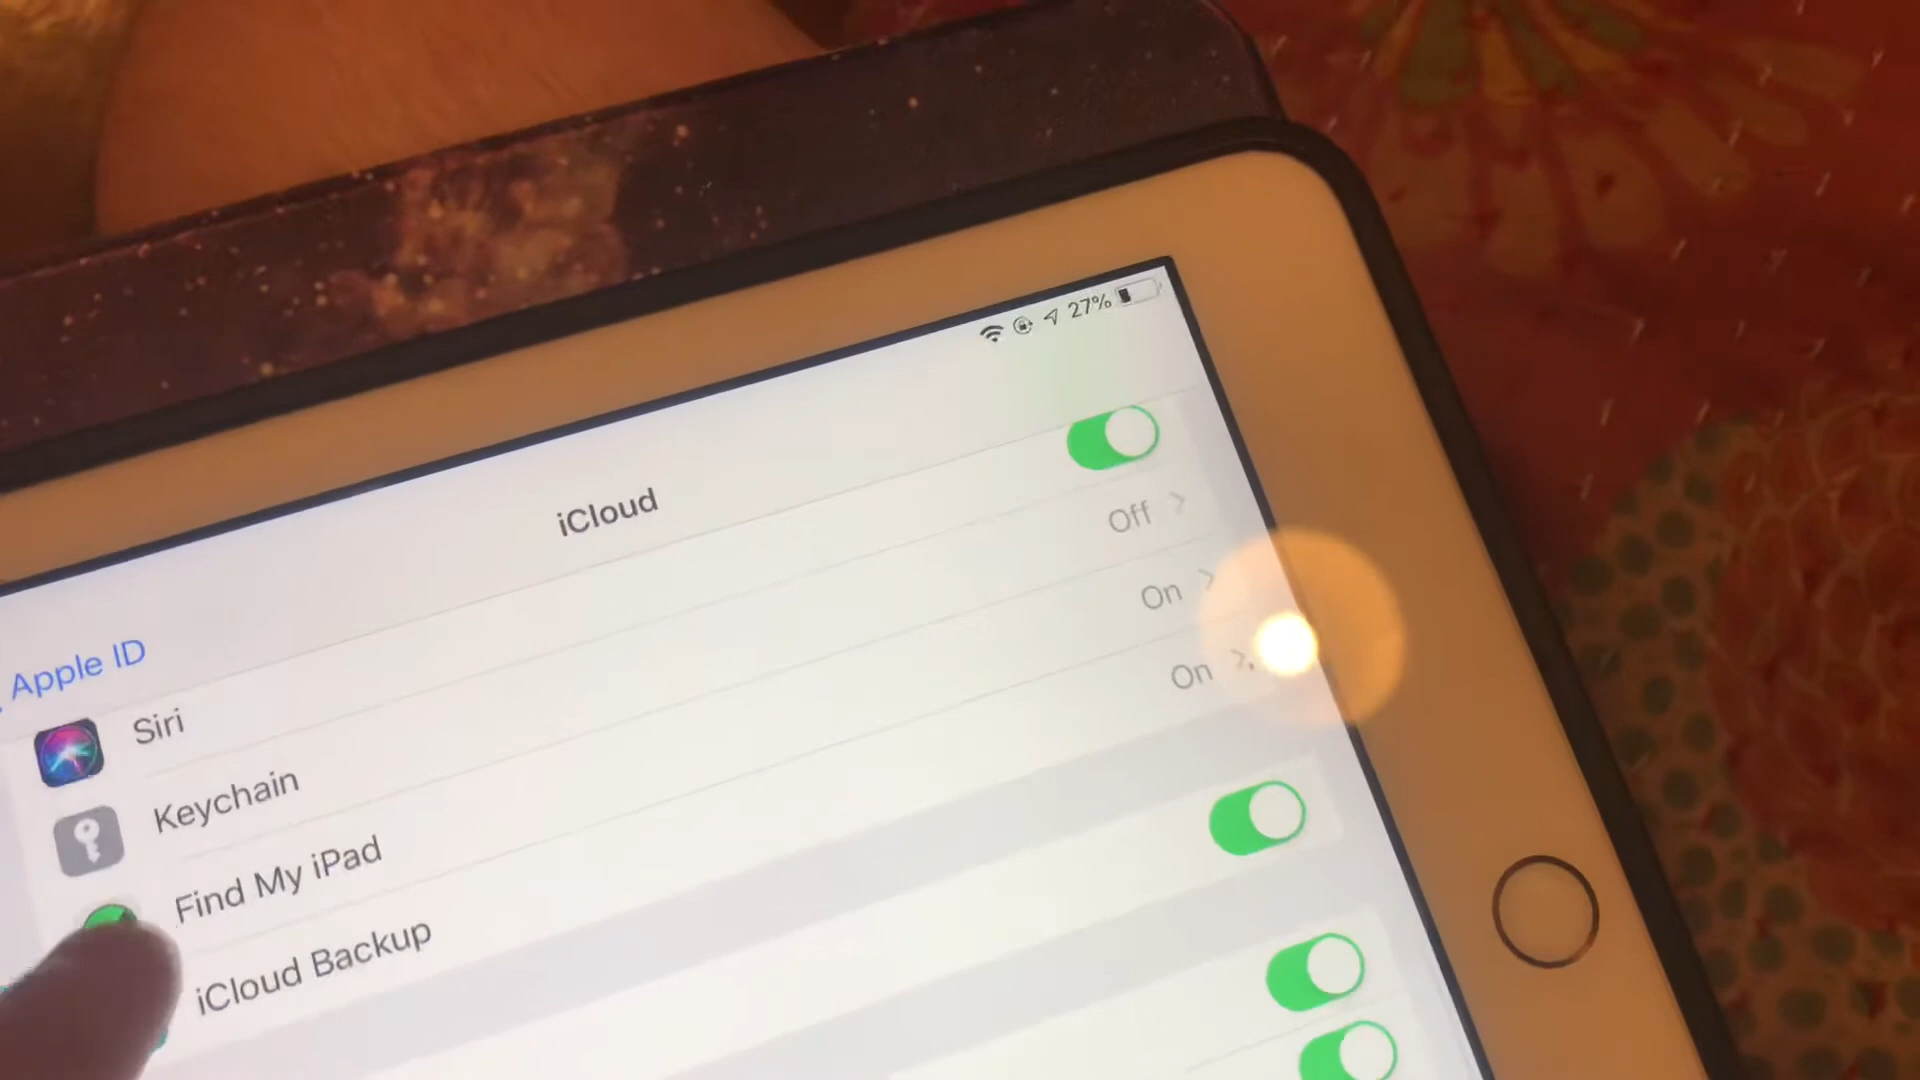 27%
iCloud
Apple ID
Siri
Keychain Off
Find My iPad On
iCloud Backup On